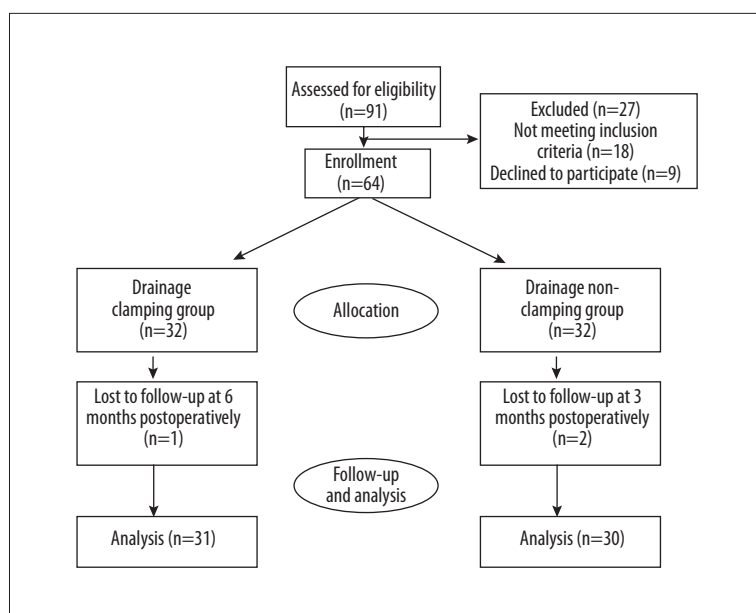 Assessed for eligibility
(n=91)
Excluded (n=27)
Not meeting inclusion
criteria (n=18)
Declined to participate (n=9)
Enrollment
(n=64)
Drainage
clamping group
(n=32)
Allocation
Drainage non-
clamping group
(n=32)
Lost to follow-up at 6
months postoperatively
(n=1)
Lost to follow-up at 3
months postoperatively
(n=2)
Follow-up
and analysis
Analysis (n=31)
Analysis (n=30)